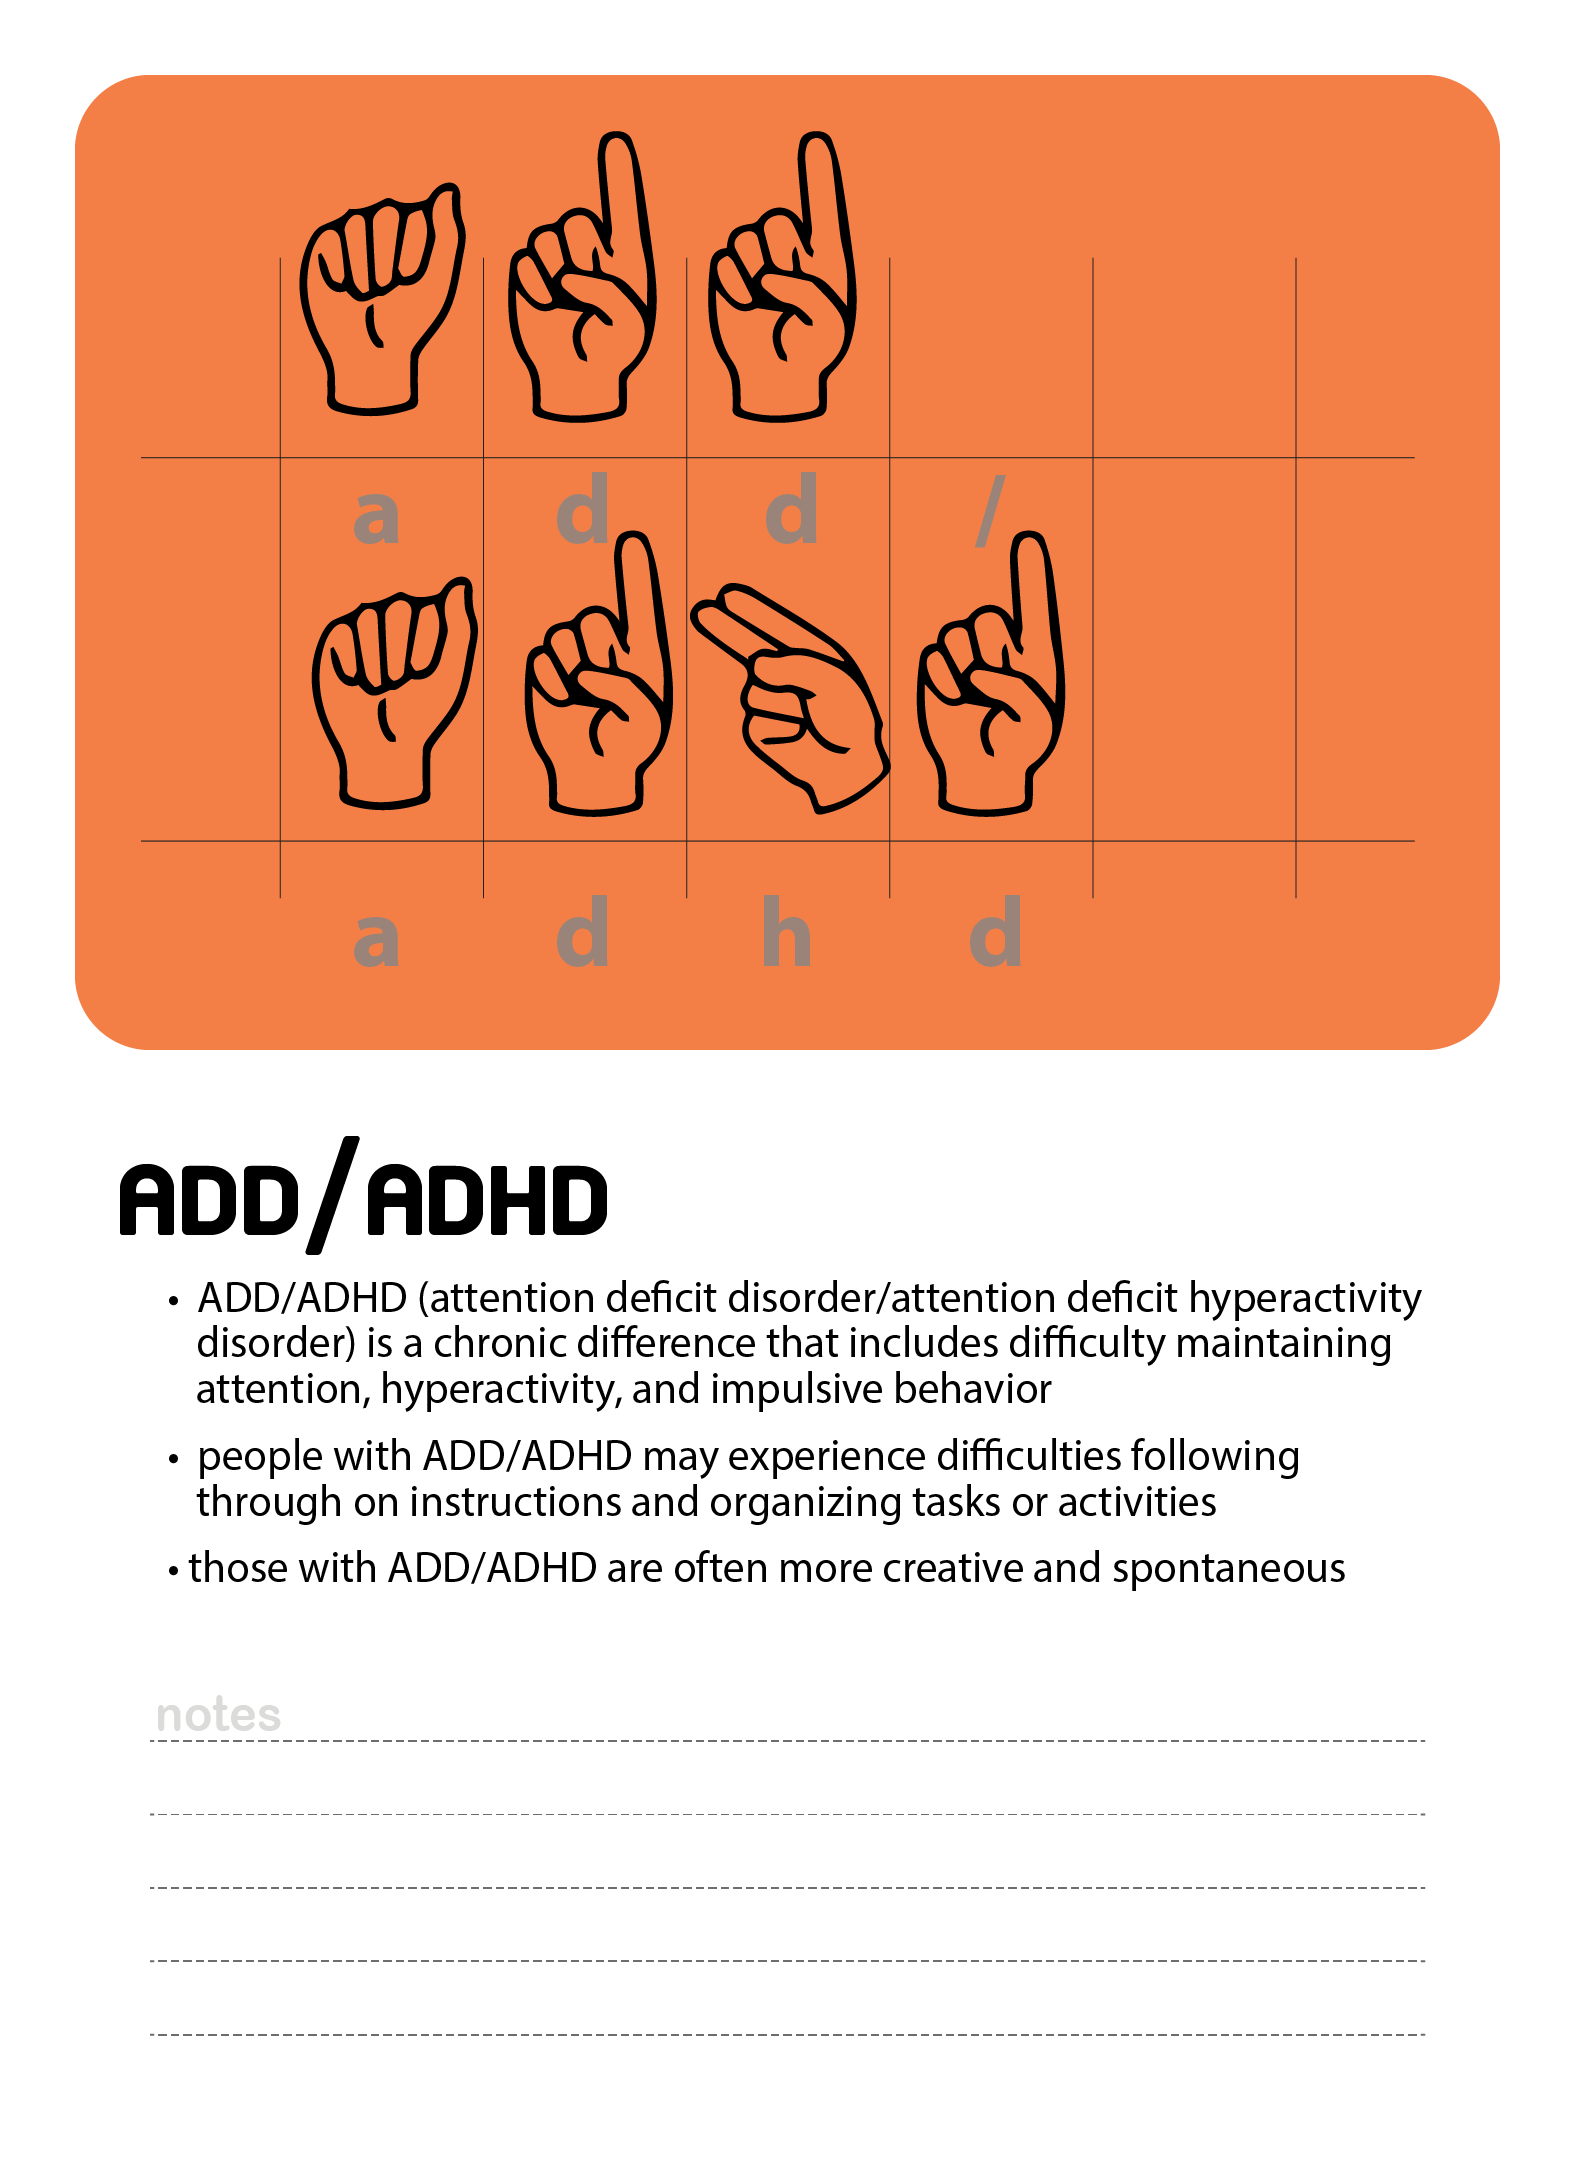 a d d /
a d h d
ADD/ADHD
• ADD/ADHD (attention deficit disorder/attention deficit hyperactivity
disorder) is a chronic difference that includes difficulty maintaining
attention, hyperactivity, and impulsive behavior
• people with ADD/ADHD may experience difficulties following
through on instructions and organizing tasks or activities
• those with ADD/ADHD are often more creative and spontaneous
notes